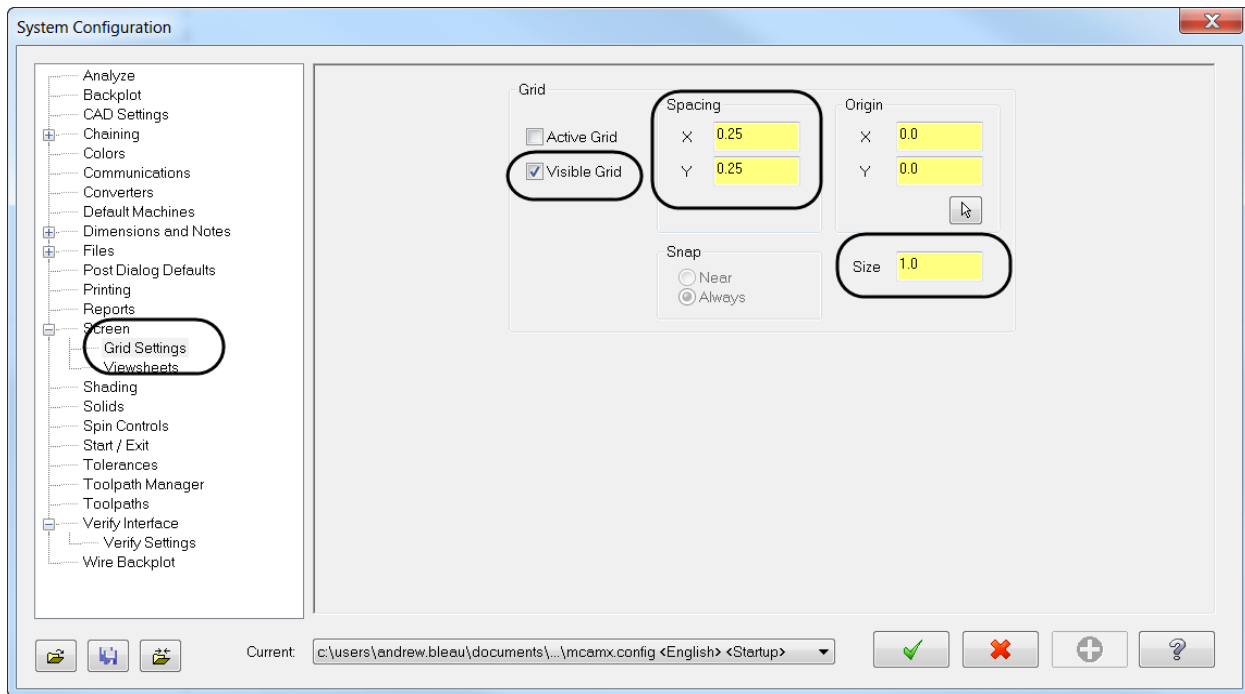 System Configuration
Analyze
Backplot
CAD Settings
Chaining
Colors
Communications
Converters
Default Machines
Dimensions and Notes
Files
Post Dialog Defaults
Printing
Reports
Screen
Grid Settings
Viewsheets
Shading
Solids
Spin Controls
Start / Exit
Tolerances
Toolpath Manager
Toolpaths
Verify Interface
Verify Settings
Wire Backplot
Grid
Active Grid
Visible Grid
Spacing
X 0.25
Y 0.25
Origin
X 0.0
Y 0.0
Snap
Near
Always
Size 1.0
Current: c:\users\andrew.bleau\documents\...\mcamx.config <English> <Startup>